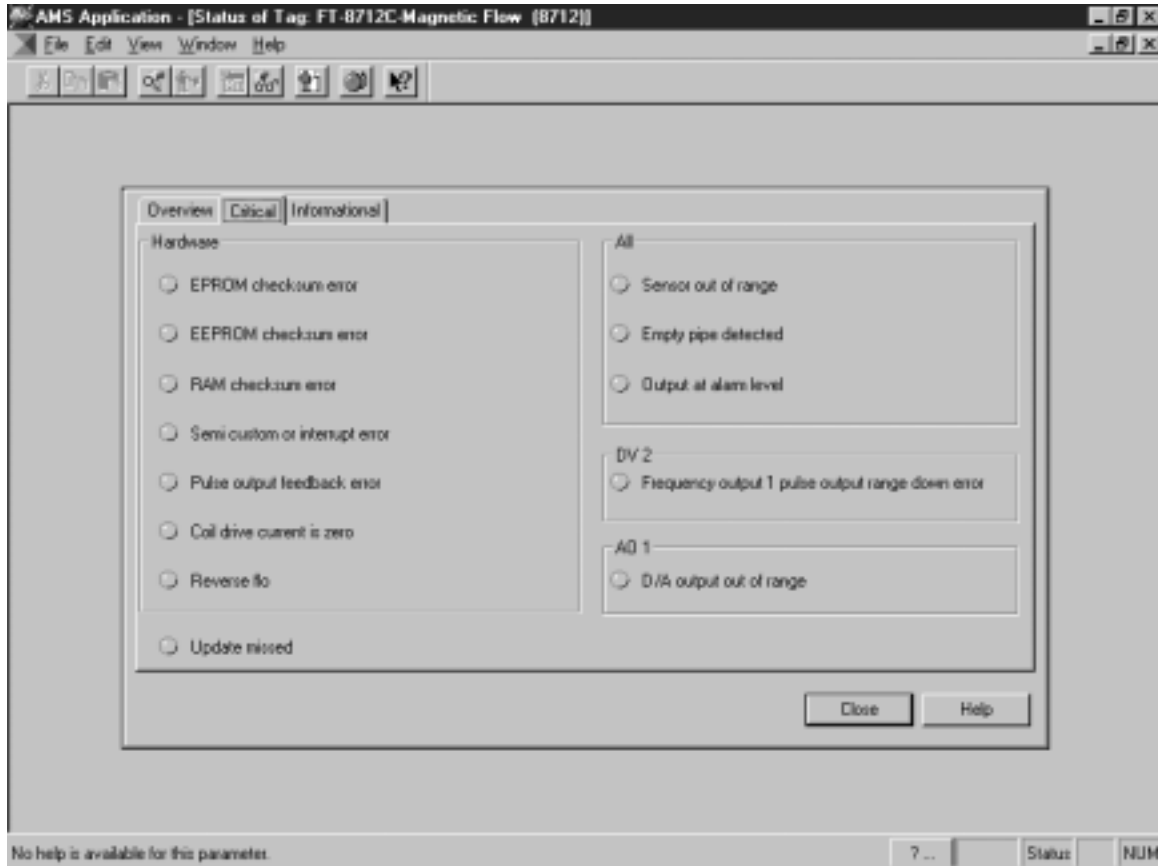 AMS Application - [Status of Tag: FT-8712C-Magnetic Flow (8712)]
File Edit View Window Help
Overview Critical Informational
Hardware
EPROM checksum error
EEPROM checksum error
RAM checksum error
Semi custom or interrupt error
Pulse output feedback error
Coil drive current is zero
Reverse flo
Update missed
All
Sensor out of range
Empty pipe detected
Output at alarm level
DV 2
Frequency output 1 pulse output range down error
AO 1
D/A output out of range
Close Help
No help is available for this parameter. ? ... Status NUM